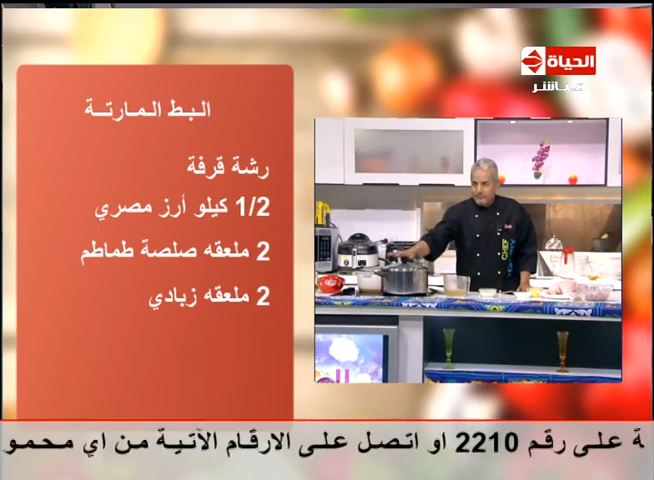 الحياة
مباشر
البط المارتة
رشة قرفة
1/2 كيلو أرز مصري
2 ملعقه صلصة طماطم
2 ملعقه زبادي
CHEF
ة على رقم 2210 او اتصل على الارقام الآتية من اي محمو